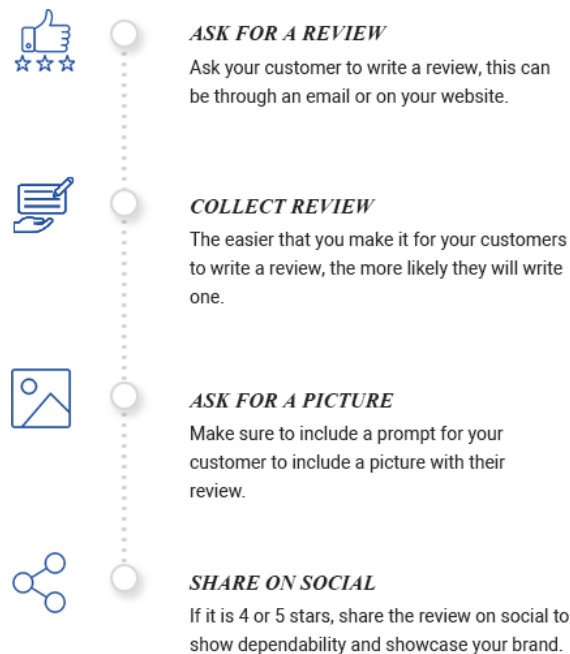 ASK FOR A REVIEW
Ask your customer to write a review, this can
be through an email or on your website.
COLLECT REVIEW
The easier that you make it for your customers
to write a review, the more likely they will write
one.
ASK FOR A PICTURE
Make sure to include a prompt for your
customer to include a picture with their
review.
SHARE ON SOCIAL
If it is 4 or 5 stars, share the review on social to
show dependability and showcase your brand.